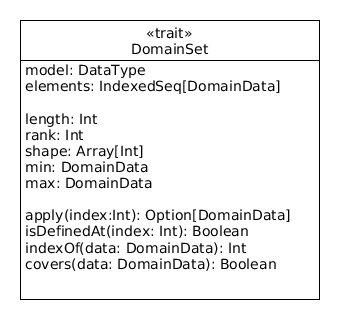 «trait»
DomainSet
model: DataType
elements: IndexedSeq[DomainData]
length: Int
rank: Int
shape: Array[Int]
min: DomainData
max: DomainData
apply(index:Int): Option[DomainData]
isDefinedAt(index: Int): Boolean
indexOf(data: DomainData): Int
covers(data: DomainData): Boolean